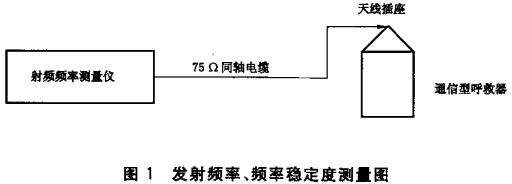 天线插座
射频频率测量仪
75 Ω 同轴电缆
通信型呼救器
图 1 发射频率、频率稳定度测量图